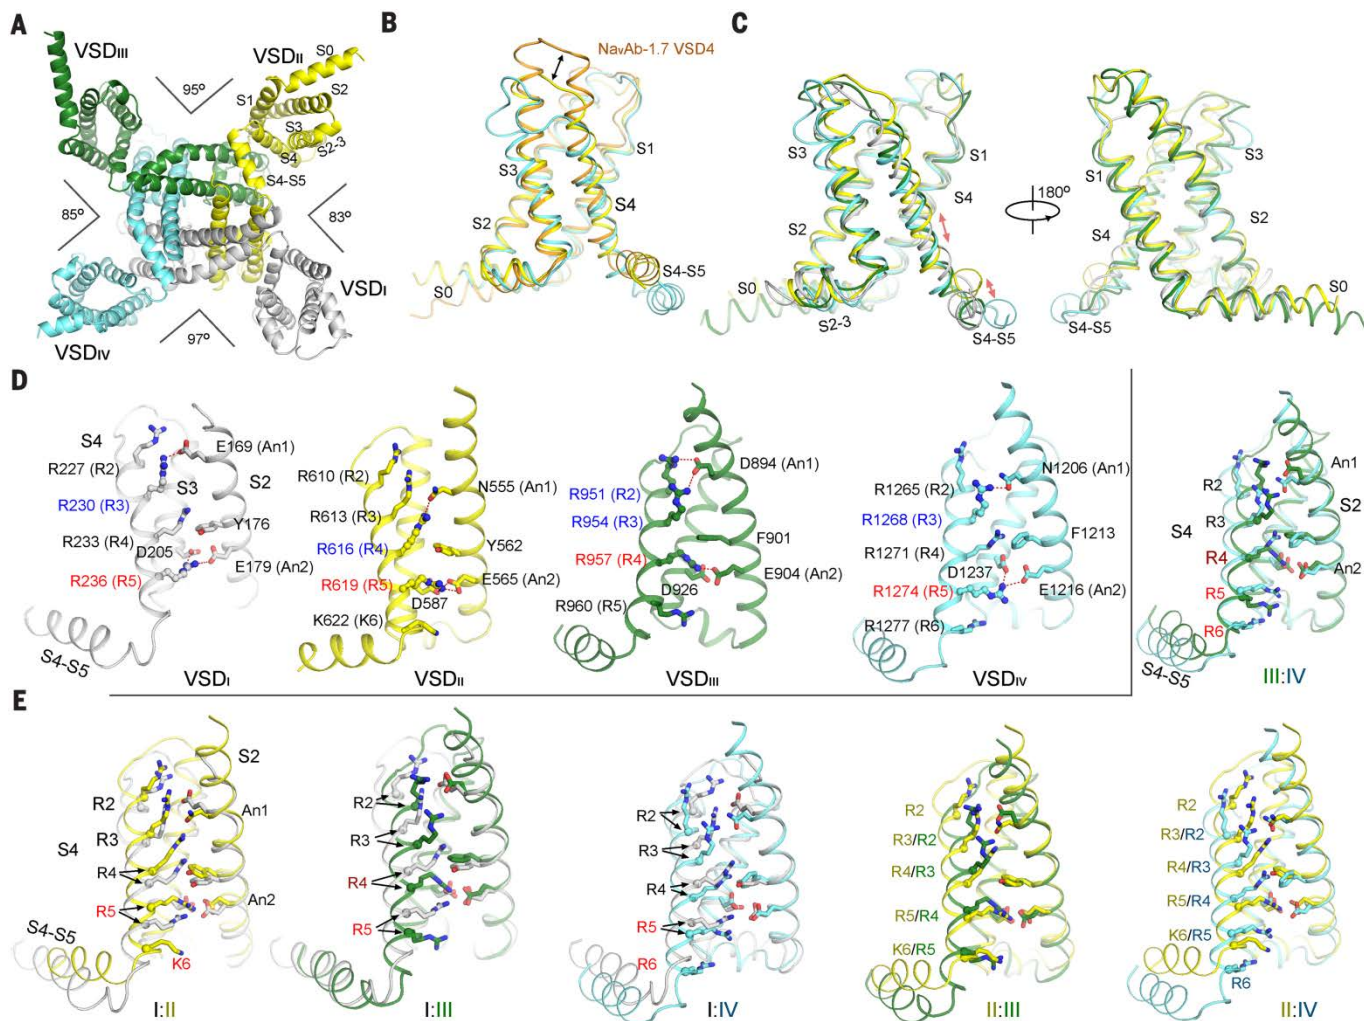 A
VSDIII
VSDII
S0
S1
S2
S3
S2-3
S4
S4-S5
95º
85º
83º
97º
VSDI
VSDIV
B
NavAb-1.7 VSD4
S3
S1
S2
S4
S4-S5
S0
C
S3
S1
S4
S2
S0
S2-3
S4-S5
180º
S1
S3
S2
S4
S0
S4-S5
D
S4
E169 (An1)
R227 (R2)
S3
S2
R230 (R3)
Y176
R233 (R4)
D205
E179 (An2)
R236 (R5)
S4-S5
VSDI
R610 (R2)
N555 (An1)
R613 (R3)
R616 (R4)
Y562
R619 (R5)
E565 (An2)
D587
K622 (K6)
VSDII
D894 (An1)
R951 (R2)
R954 (R3)
F901
R957 (R4)
E904 (An2)
D926
R960 (R5)
VSDIII
N1206 (An1)
R1265 (R2)
R1268 (R3)
F1213
R1271 (R4)
D1237
R1274 (R5)
E1216 (An2)
R1277 (R6)
VSDIV
An1
R2
S2
R3
S4
R4
An2
R5
R6
S4-S5
III:IV
E
S2
R2
An1
R3
S4
R4
An2
R5
S4-S5
K6
I:II
R2
R3
R4
R5
I:III
R2
R3
R4
R5
R6
I:IV
R2
R3/R2
R4/R3
R5/R4
K6/R5
II:III
R2
R3/R2
R4/R3
R5/R4
K6/R5
R6
II:IV